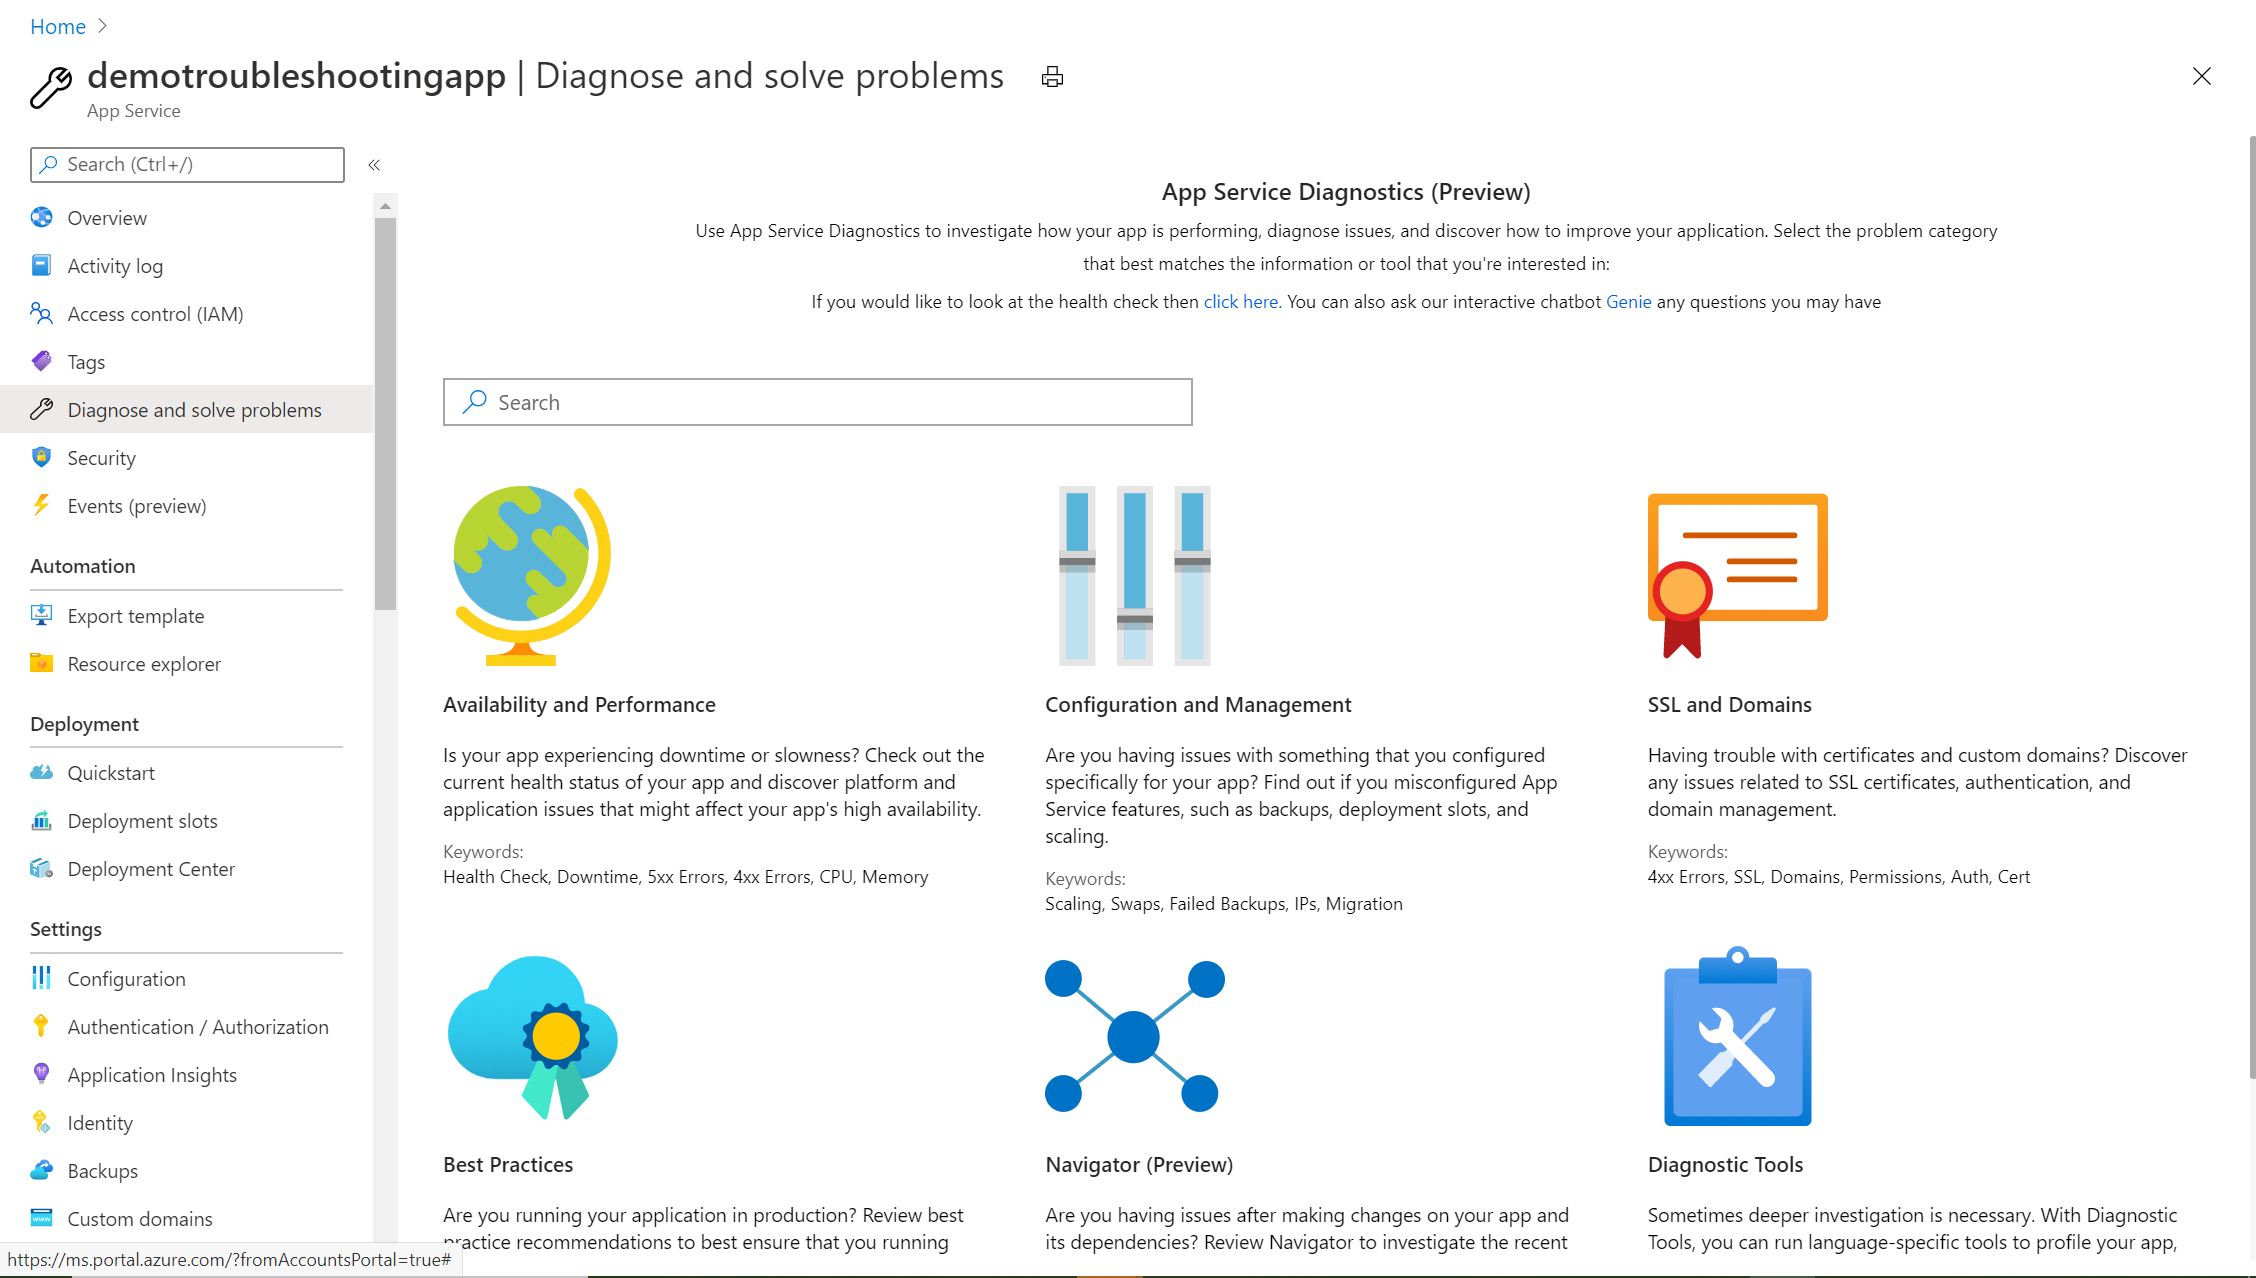 Home
demotroubleshootingapp | Diagnose and solve problems
App Service
Search (Ctrl+/)
«
Overview
Activity log
Access control (IAM)
Tags
Diagnose and solve problems
Security
Events (preview)
Automation
Export template
Resource explorer
Deployment
Quickstart
Deployment slots
Deployment Center
Settings
Configuration
Authentication / Authorization
Application Insights
Identity
Backups
Custom domains
https://ms.portal.azure.com/?fromAccountsPortal=true#
App Service Diagnostics (Preview)
Use App Service Diagnostics to investigate how your app is performing, diagnose issues, and discover how to improve your application. Select the problem category
that best matches the information or tool that you're interested in:
If you would like to look at the health check then click here. You can also ask our interactive chatbot Genie any questions you may have
Search
Availability and Performance
Is your app experiencing downtime or slowness? Check out the
current health status of your app and discover platform and
application issues that might affect your app's high availability.
Keywords:
Health Check, Downtime, 5xx Errors, 4xx Errors, CPU, Memory
Configuration and Management
Are you having issues with something that you configured
specifically for your app? Find out if you misconfigured App
Service features, such as backups, deployment slots, and
scaling.
Keywords:
Scaling, Swaps, Failed Backups, IPs, Migration
SSL and Domains
Having trouble with certificates and custom domains? Discover
any issues related to SSL certificates, authentication, and
domain management.
Keywords:
4xx Errors, SSL, Domains, Permissions, Auth, Cert
Best Practices
Are you running your application in production? Review best
practice recommendations to best ensure that you running
Navigator (Preview)
Are you having issues after making changes on your app and
its dependencies? Review Navigator to investigate the recent
Diagnostic Tools
Sometimes deeper investigation is necessary. With Diagnostic
Tools, you can run language-specific tools to profile your app,